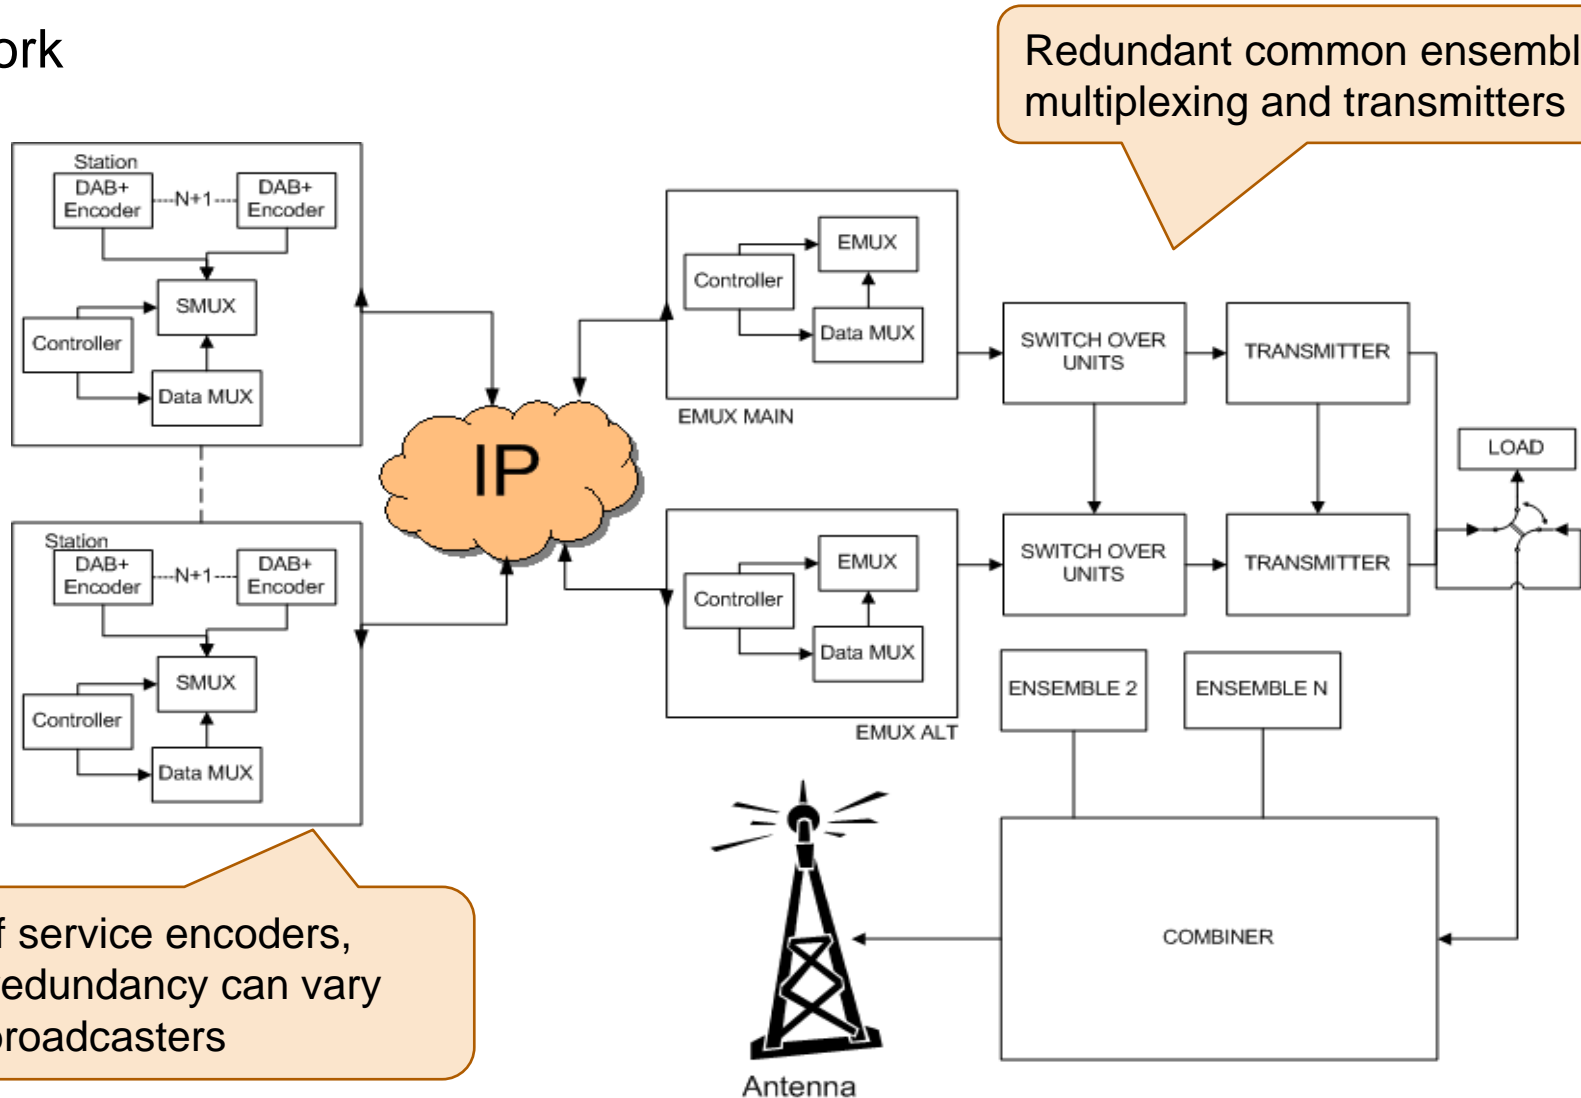 ork
Redundant common ensembl
multiplexing and transmitters
Station
DAB+
Encoder
N+1
DAB+
Encoder
SMUX
Controller
Data MUX
Station
DAB+
Encoder
N+1
DAB+
Encoder
SMUX
Controller
Data MUX
IP
EMUX
Controller
Data MUX
EMUX MAIN
EMUX
Controller
Data MUX
EMUX ALT
SWITCH OVER
UNITS
TRANSMITTER
SWITCH OVER
UNITS
TRANSMITTER
LOAD
ENSEMBLE 2
ENSEMBLE N
COMBINER
Antenna
f service encoders,
redundancy can vary
broadcasters